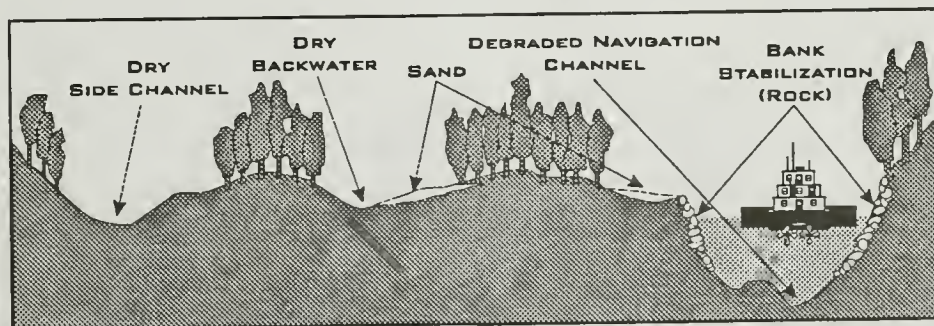 DRY
SIDE CHANNEL
DRY
BACKWATER
SAND
DEGRADED NAVIGATION
CHANNEL
BANK
STABILIZATION
(ROCK)